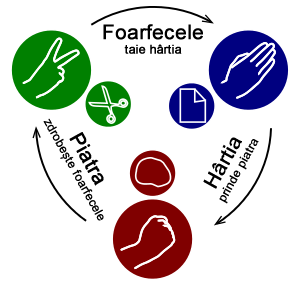 Foarfecele
taie hârtia
Hârtia
prinde piatra
Piatra
zdrobește foarfecele